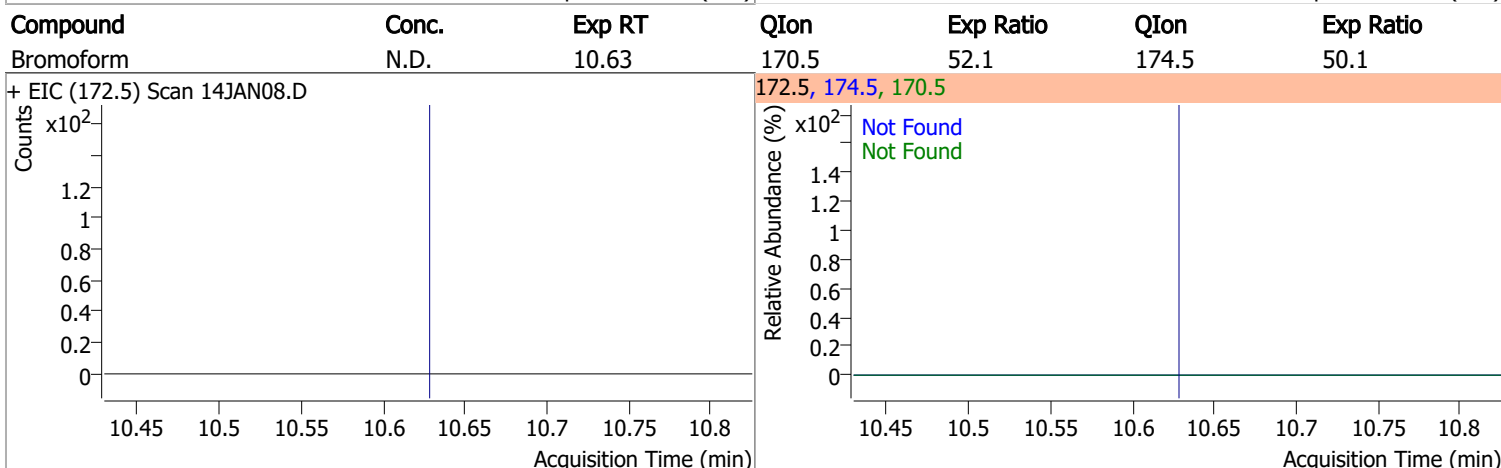 Compound Conc. Exp RT QIon Exp Ratio QIon Exp Ratio
Bromoform N.D. 10.63 170.5 52.1 174.5 50.1
+ EIC (172.5) Scan 14JAN08.D
Counts
x10²
1.2
1
0.8
0.6
0.4
0.2
0
10.45 10.5 10.55 10.6 10.65 10.7 10.75 10.8
Acquisition Time (min)
172.5, 174.5, 170.5
Relative Abundance (%)
x10²
Not Found
Not Found
1.4
1.2
1
0.8
0.6
0.4
0.2
0
10.45 10.5 10.55 10.6 10.65 10.7 10.75 10.8
Acquisition Time (min)